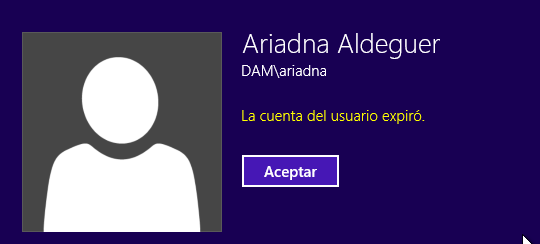 Ariadna Aldeguer
DAM\ariadna
La cuenta del usuario expiró.
Aceptar